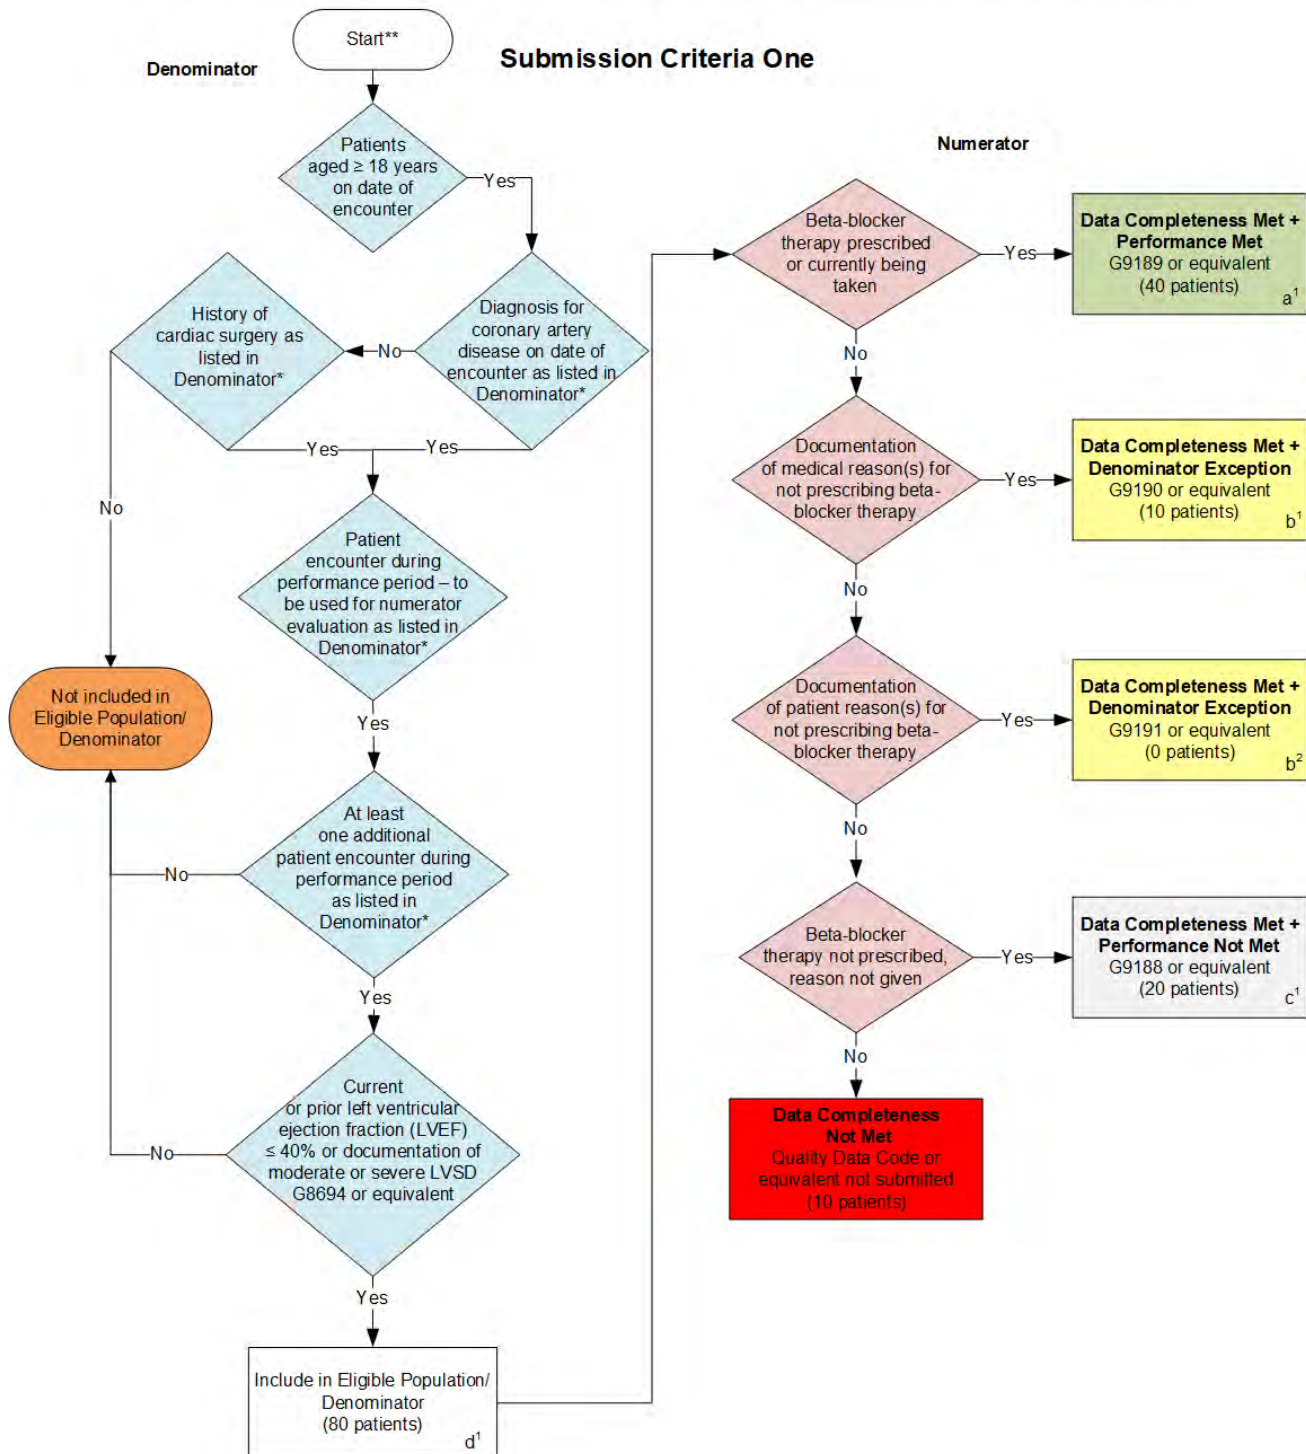 Start**
Denominator
Submission Criteria One
Patients
aged ≥ 18 years
on date of
encounter
Yes
History of
cardiac surgery as
listed in
Denominator*
No
Diagnosis for
coronary artery
disease on date of
encounter as listed in
Denominator*
Yes
Yes
No
Patient
encounter during
performance period – to
be used for numerator
evaluation as listed in
Denominator*
Not included in
Eligible Population/
Denominator
Yes
At least
one additional
patient encounter during
performance period
as listed in
Denominator*
No
Yes
Current
or prior left ventricular
ejection fraction (LVEF)
≤ 40% or documentation of
moderate or severe LVSD
G8694 or equivalent
No
Yes
Include in Eligible Population/
Denominator
(80 patients)
d¹
Numerator
Beta-blocker
therapy prescribed
or currently being
taken
Yes
Data Completeness Met +
Performance Met
G9189 or equivalent
(40 patients)
a¹
No
Documentation
of medical reason(s) for
not prescribing beta-
blocker therapy
Yes
Data Completeness Met +
Denominator Exception
G9190 or equivalent
(10 patients)
b¹
No
Documentation
of patient reason(s) for
not prescribing beta-
blocker therapy
Yes
Data Completeness Met +
Denominator Exception
G9191 or equivalent
(0 patients)
b²
No
Beta-blocker
therapy not prescribed,
reason not given
Yes
Data Completeness Met +
Performance Not Met
G9188 or equivalent
(20 patients)
c¹
No
Data Completeness
Not Met
Quality Data Code or
equivalent not submitted
(10 patients)